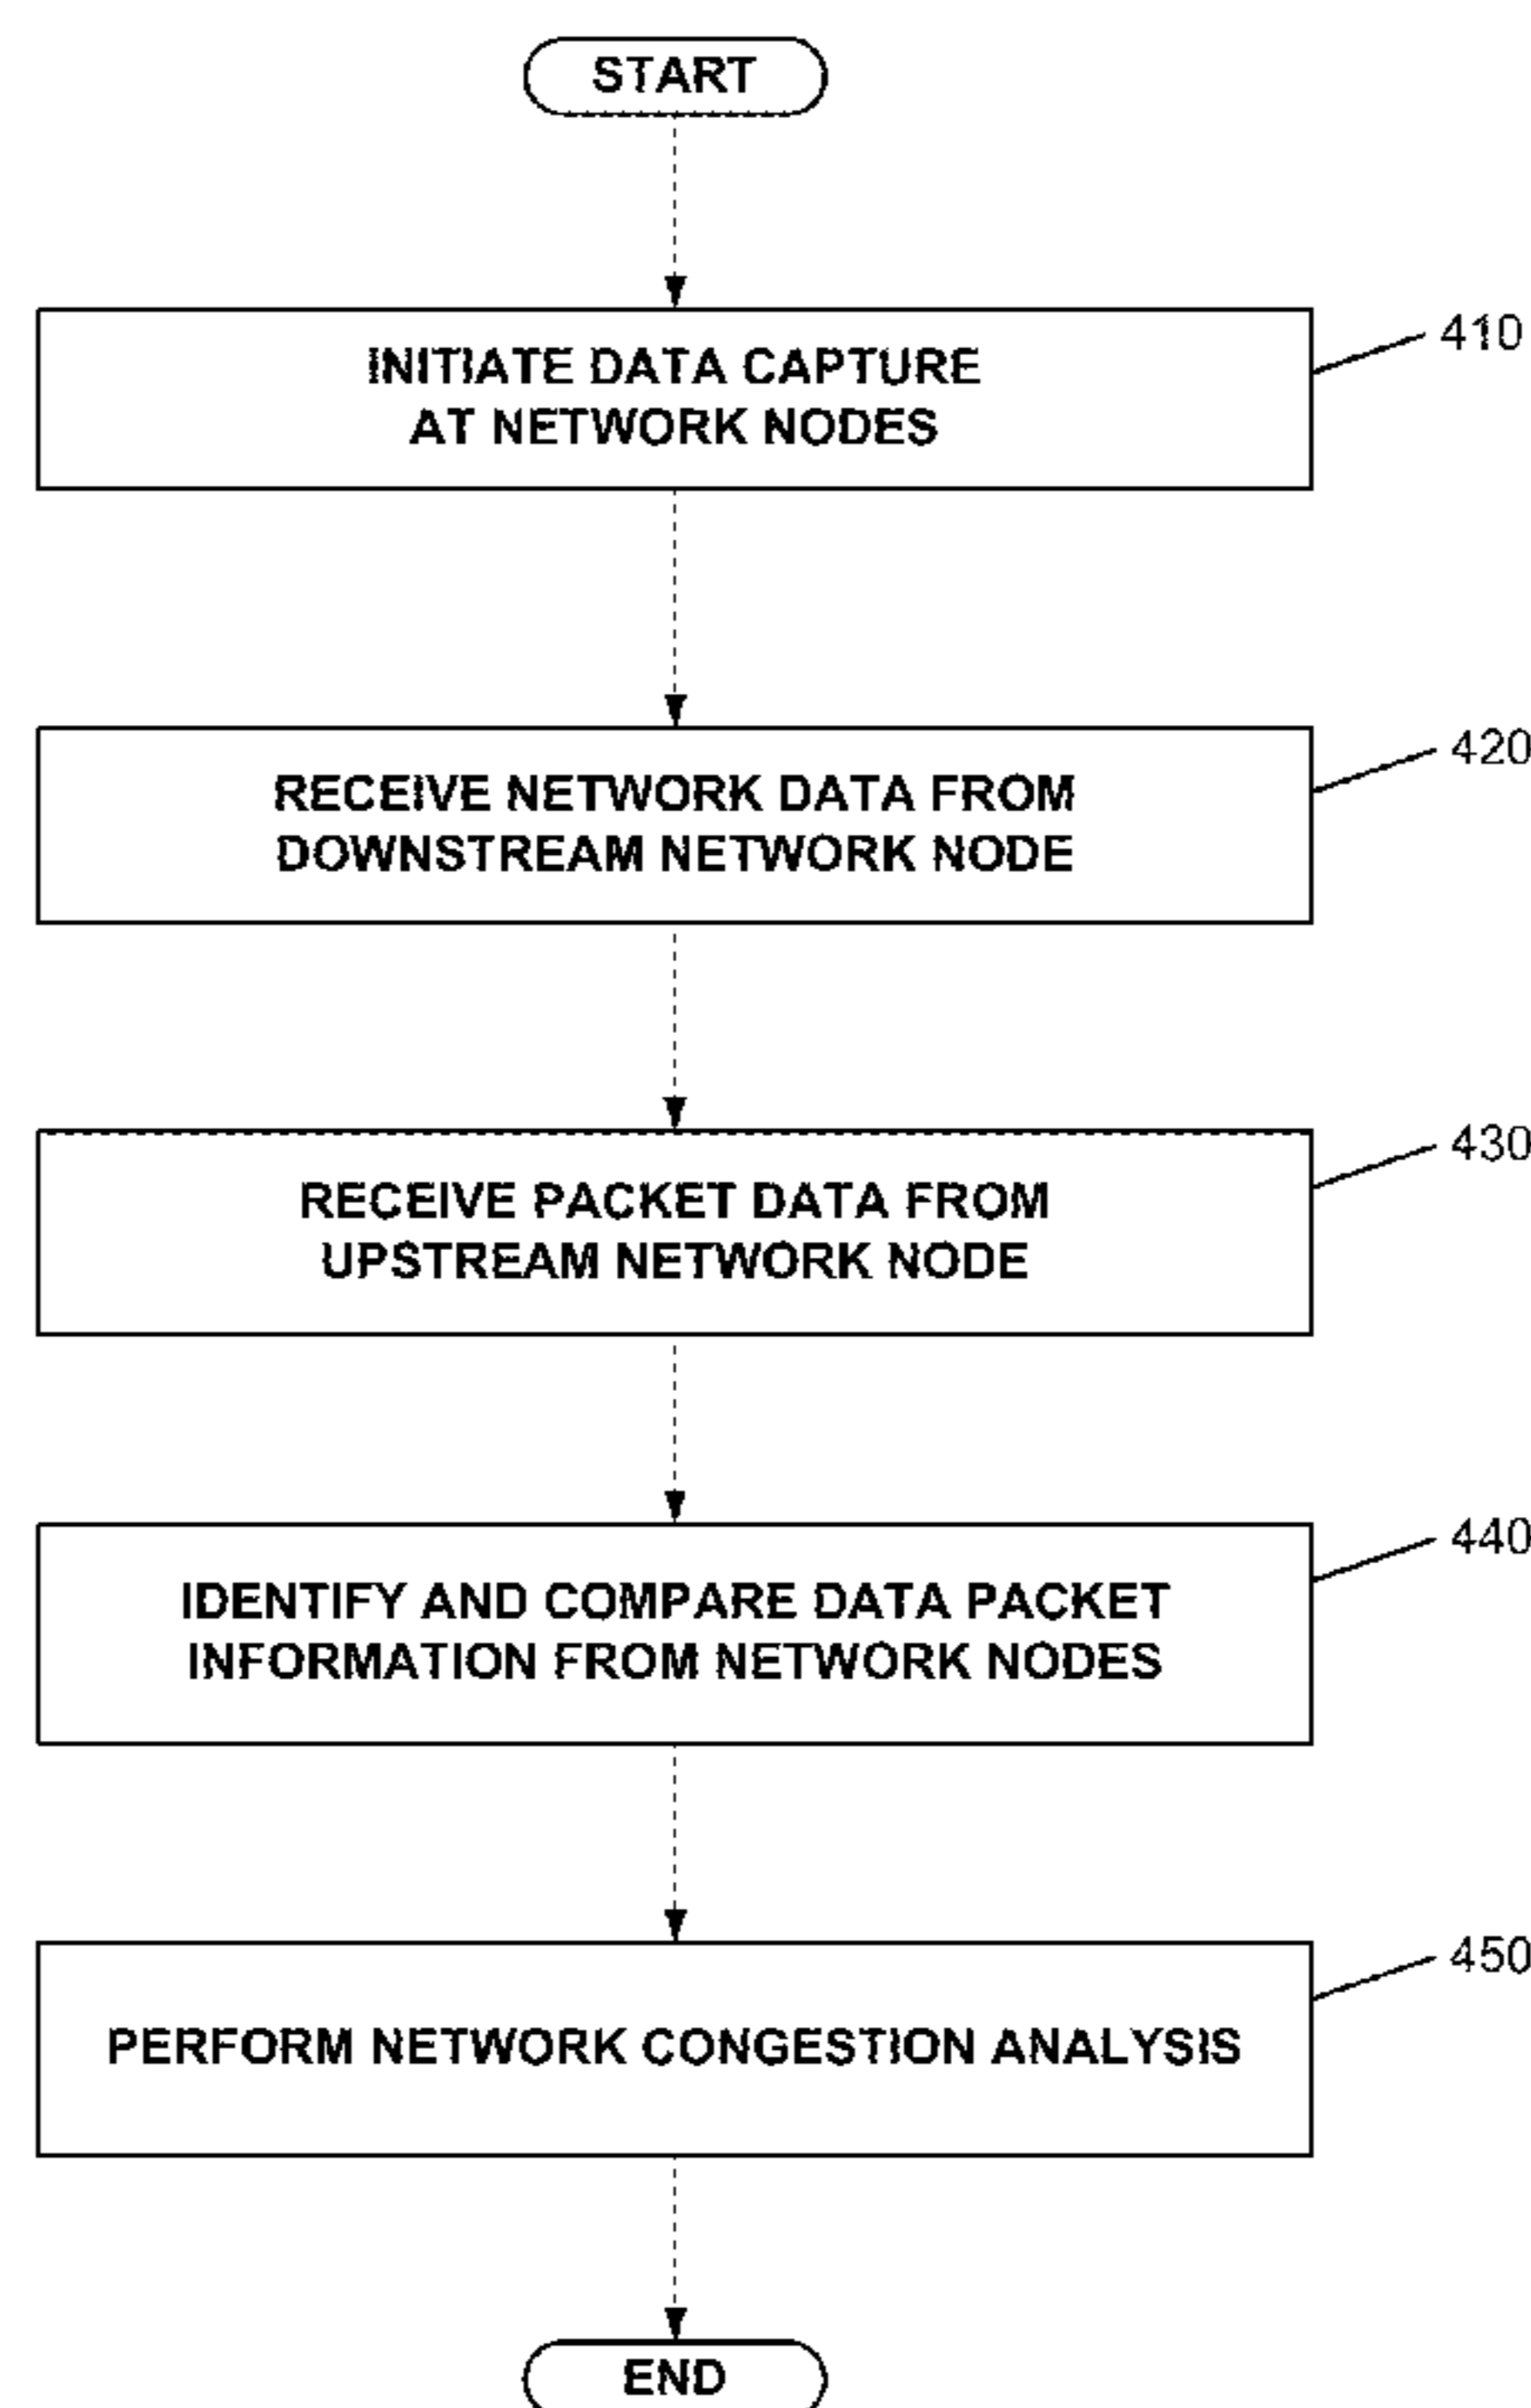 START
INITIATE DATA CAPTURE
AT NETWORK NODES
410
RECEIVE NETWORK DATA FROM
DOWNSTREAM NETWORK NODE
420
RECEIVE PACKET DATA FROM
UPSTREAM NETWORK NODE
430
IDENTIFY AND COMPARE DATA PACKET
INFORMATION FROM NETWORK NODES
440
PERFORM NETWORK CONGESTION ANALYSIS
450
END